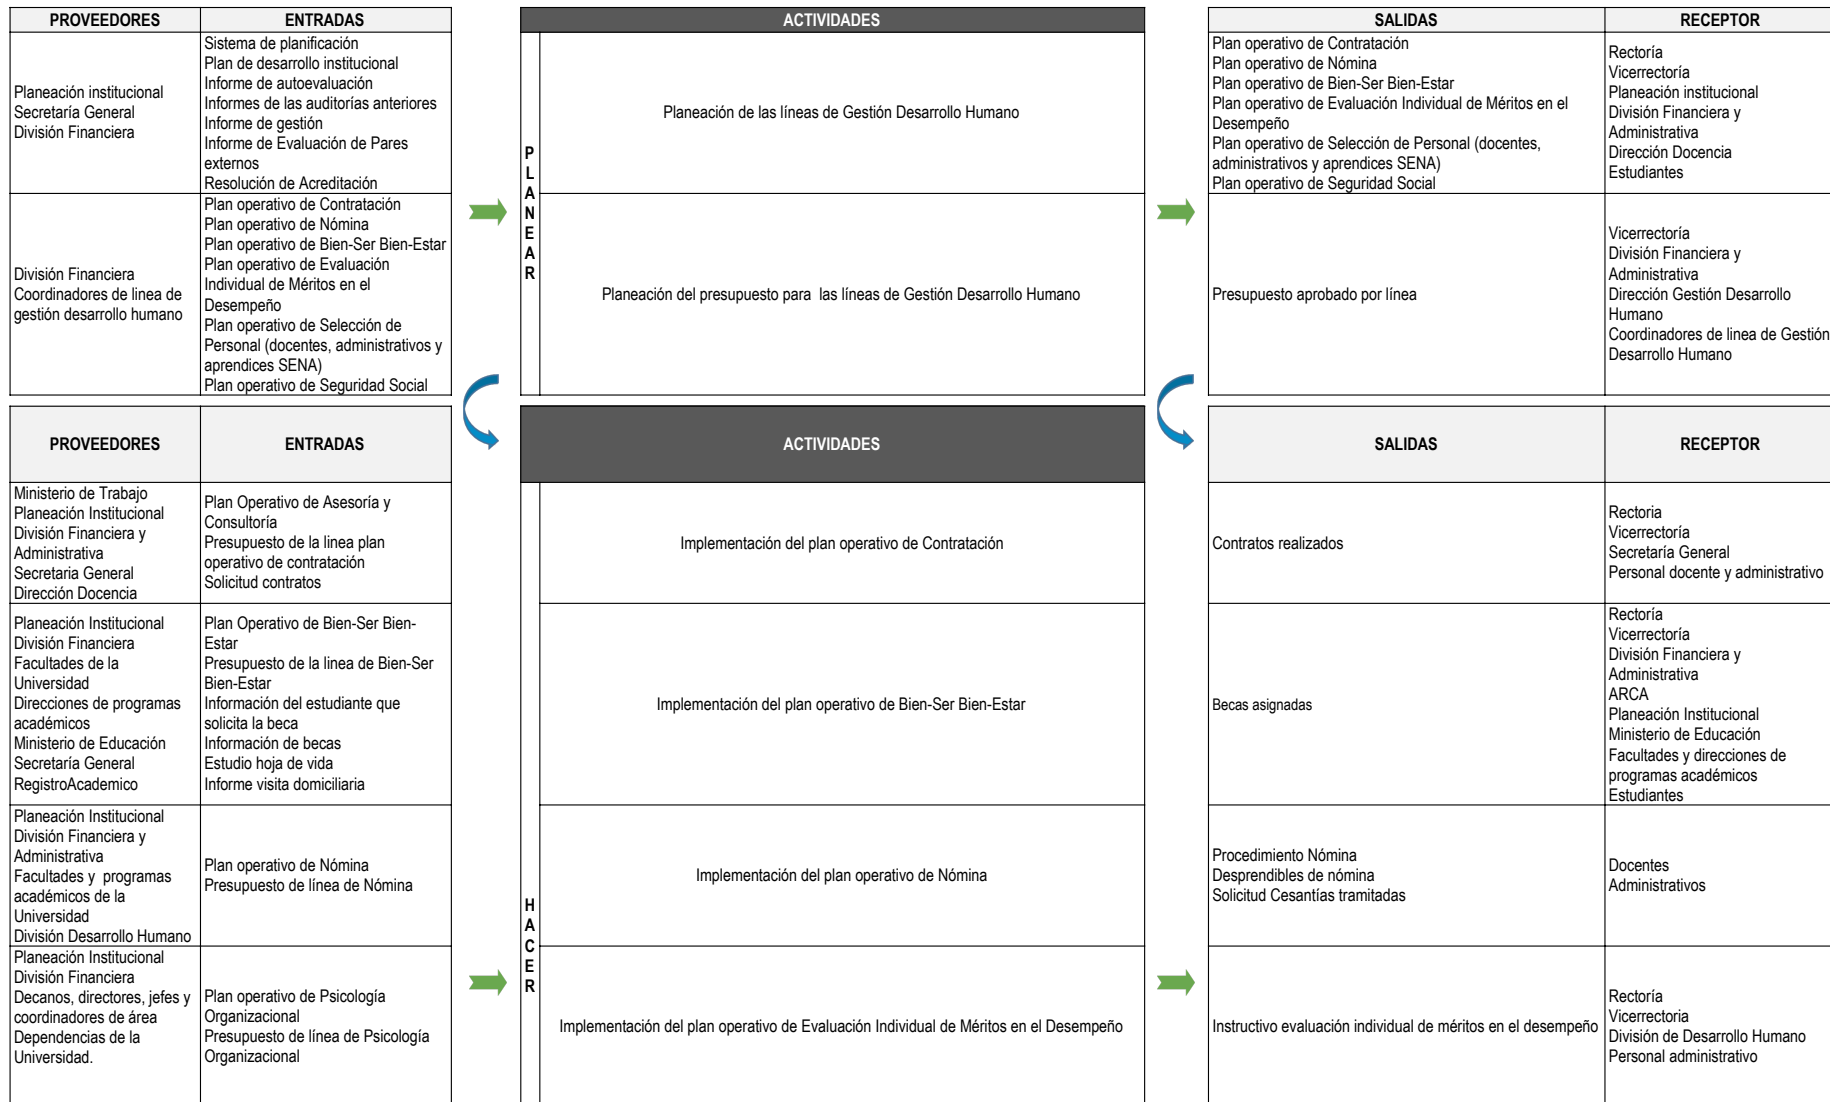 PROVEEDORES
ENTRADAS
ACTIVIDADES
SALIDAS
RECEPTOR
Planeación institucional
Secretaría General
División Financiera
Sistema de planificación
Plan de desarrollo institucional
Informe de autoevaluación
Informes de las auditorías anteriores
Informe de gestión
Informe de Evaluación de Pares
externos
Resolución de Acreditación
P
L
A
N
E
A
R
Planeación de las líneas de Gestión Desarrollo Humano
Plan operativo de Contratación
Plan operativo de Nómina
Plan operativo de Bien-Ser Bien-Estar
Plan operativo de Evaluación Individual de Méritos en el
Desempeño
Plan operativo de Selección de Personal (docentes,
administrativos y aprendices SENA)
Plan operativo de Seguridad Social
Rectoría
Vicerrectoría
Planeación institucional
División Financiera y
Administrativa
Dirección Docencia
Estudiantes
División Financiera
Coordinadores de linea de
gestión desarrollo humano
Plan operativo de Contratación
Plan operativo de Nómina
Plan operativo de Bien-Ser Bien-Estar
Plan operativo de Evaluación
Individual de Méritos en el
Desempeño
Plan operativo de Selección de
Personal (docentes, administrativos y
aprendices SENA)
Plan operativo de Seguridad Social
Planeación del presupuesto para  las líneas de Gestión Desarrollo Humano
Presupuesto aprobado por línea
Vicerrectoría
División Financiera y
Administrativa
Dirección Gestión Desarrollo
Humano
Coordinadores de linea de Gestión
Desarrollo Humano
PROVEEDORES
ENTRADAS
ACTIVIDADES
SALIDAS
RECEPTOR
Ministerio de Trabajo
Planeación Institucional
División Financiera y
Administrativa
Secretaria General
Dirección Docencia
Plan Operativo de Asesoría y
Consultoría
Presupuesto de la linea plan
operativo de contratación
Solicitud contratos
H
A
C
E
R
Implementación del plan operativo de Contratación
Contratos realizados
Rectoria
Vicerrectoría
Secretaría General
Personal docente y administrativo
Planeación Institucional
División Financiera
Facultades de la
Universidad
Direcciones de programas
académicos
Ministerio de Educación
Secretaría General
RegistroAcademico
Plan Operativo de Bien-Ser Bien-
Estar
Presupuesto de la linea de Bien-Ser
Bien-Estar
Información del estudiante que
solicita la beca
Información de becas
Estudio hoja de vida
Informe visita domiciliaria
Implementación del plan operativo de Bien-Ser Bien-Estar
Becas asignadas
Rectoría
Vicerrectoría
División Financiera y
Administrativa
ARCA
Planeación Institucional
Ministerio de Educación
Facultades y direcciones de
programas académicos
Estudiantes
Planeación Institucional
División Financiera y
Administrativa
Facultades y  programas
académicos de la
Universidad
División Desarrollo Humano
Plan operativo de Nómina
Presupuesto de línea de Nómina
Implementación del plan operativo de Nómina
Procedimiento Nómina
Desprendibles de nómina
Solicitud Cesantías tramitadas
Docentes
Administrativos
Planeación Institucional
División Financiera
Decanos, directores, jefes y
coordinadores de área
Dependencias de la
Universidad.
Plan operativo de Psicología
Organizacional
Presupuesto de línea de Psicología
Organizacional
Implementación del plan operativo de Evaluación Individual de Méritos en el Desempeño
Instructivo evaluación individual de méritos en el desempeño
Rectoría
Vicerrectoria
División de Desarrollo Humano
Personal administrativo